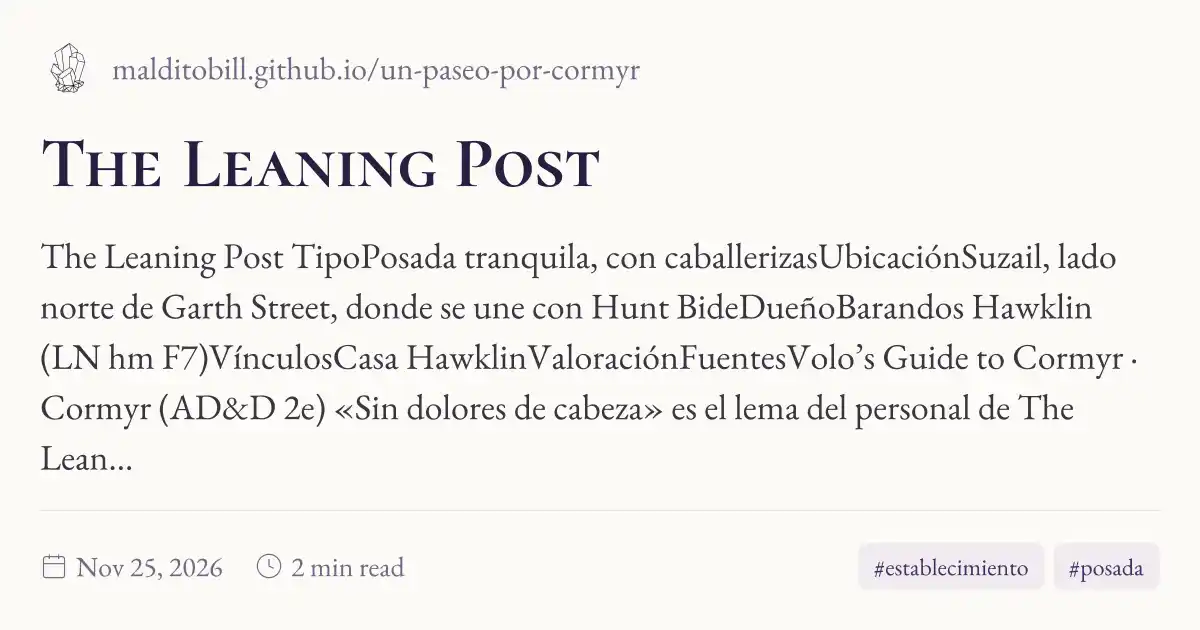 malditobill.github.io/un-paseo-por-cormyr
The Leaning Post
The Leaning Post TipoPosada tranquila, con caballerizasUbicaciónSuzail, lado
norte de Garth Street, donde se une con Hunt BideDueñoBarandos Hawklin
(LN hm F7)VínculosCasa HawklinValoraciónFuentesVolo’s Guide to Cormyr ·
Cormyr (AD&D 2e) «Sin dolores de cabeza» es el lema del personal de The
Lean...
Nov 25, 2026 2 min read #establecimiento #posada